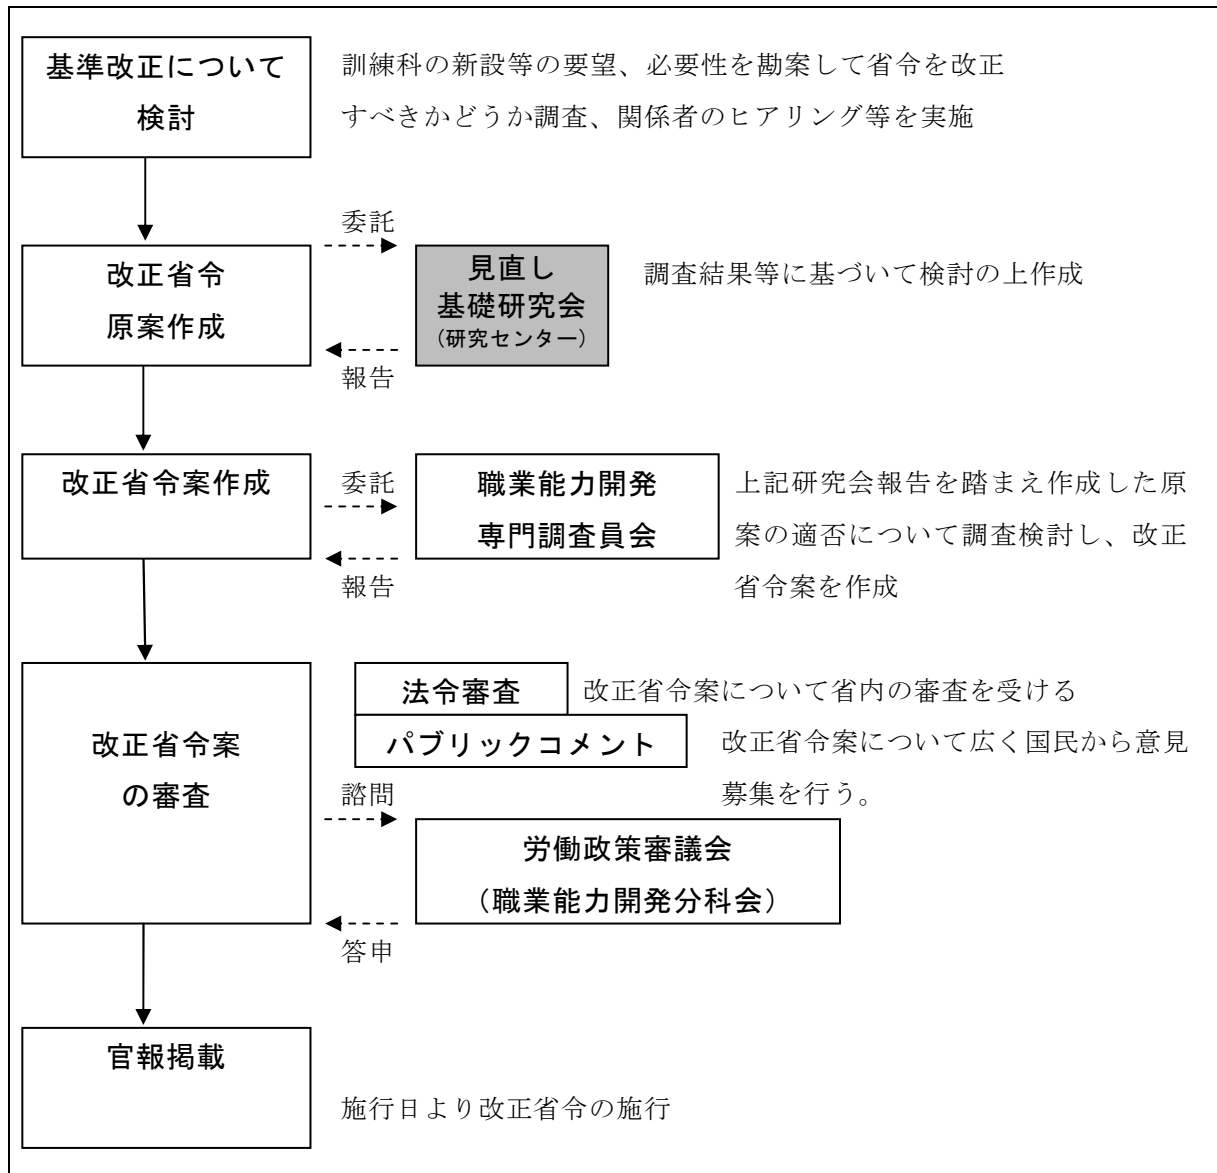 基準改正について
検討
訓練科の新設等の要望、必要性を勘案して省令を改正
すべきかどうか調査、関係者のヒアリング等を実施
改正省令
原案作成
委託
報告
見直し
基礎研究会
(研究センター)
調査結果等に基づいて検討の上作成
改正省令案作成
委託
報告
職業能力開発
専門調査員会
上記研究会報告を踏まえ作成した原
案の適否について調査検討し、改正
省令案を作成
改正省令案
の審査
法令審査
改正省令案について省内の審査を受ける
パブリックコメント
改正省令案について広く国民から意見
募集を行う。
諮問
答申
労働政策審議会
(職業能力開発分科会)
官報掲載
施行日より改正省令の施行